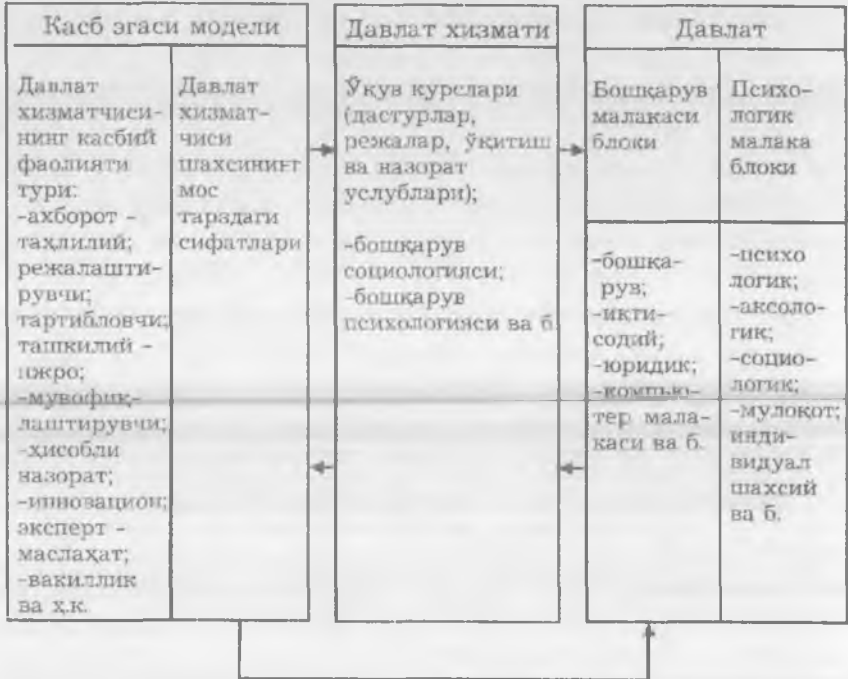 Касб эгаси модели
Давлат
хизматчиси-
нинг касбий
фаолияти
тури:
-ахборот -
таҳлилий;
режалашти-
рувчи;
тартибловчи;
ташкилий -
ижро;
-мувофиқ-
лаштирувчи;
-ҳисобли
назорат;
-инновацион;
эксперт -
маслаҳат;
-вакиллик
ва ҳ.к.
Давлат
хизмат-
чиси
шахсининг
мос
тарздаги
сифатлари
Давлат хизмати
Ўқув курслари
(дастурлар,
режалар, ўқитиш
ва назорат
услублари);
-бошқарув
социологияси;
-бошқарув
психологияси ва б.
Давлат
Бошқарув
малакаси
блоки
-бошқа-
рув;
-иқти-
содий;
-юридик;
-компью-
тер мала-
каси ва б.
Психо-
логик
малака
блоки
-психо
логик;
-аксоло-
гик;
-социо-
логик;
-мулоқот;
инди-
видуал
шахсий
ва б.